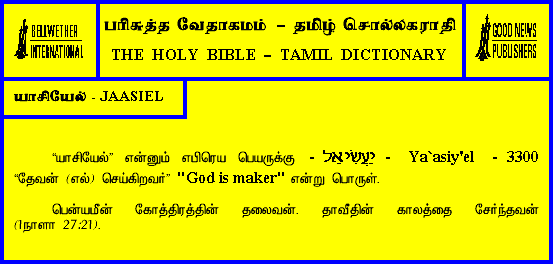 BELLWETHER
INTERNATIONAL
பரிசுத்த வேதாகமம் – தமிழ் சொல்லகராதி
THE HOLY BIBLE – TAMIL DICTIONARY
GOOD NEWS
PUBLISHERS
யாசியேல் - JAASIEL
“யாசியேல்” என்னும் எபிரெய பெயருக்கு - יַעֲשִׂיאֵל - Ya`asiy'el - 3300
“தேவன் (எல்) செய்கிறவர்” "God is maker" என்று பொருள்.
பென்யமீன் கோத்திரத்தின் தலைவன். தாவீதின் காலத்தை சேர்ந்தவன்
(1நாளா 27:21).